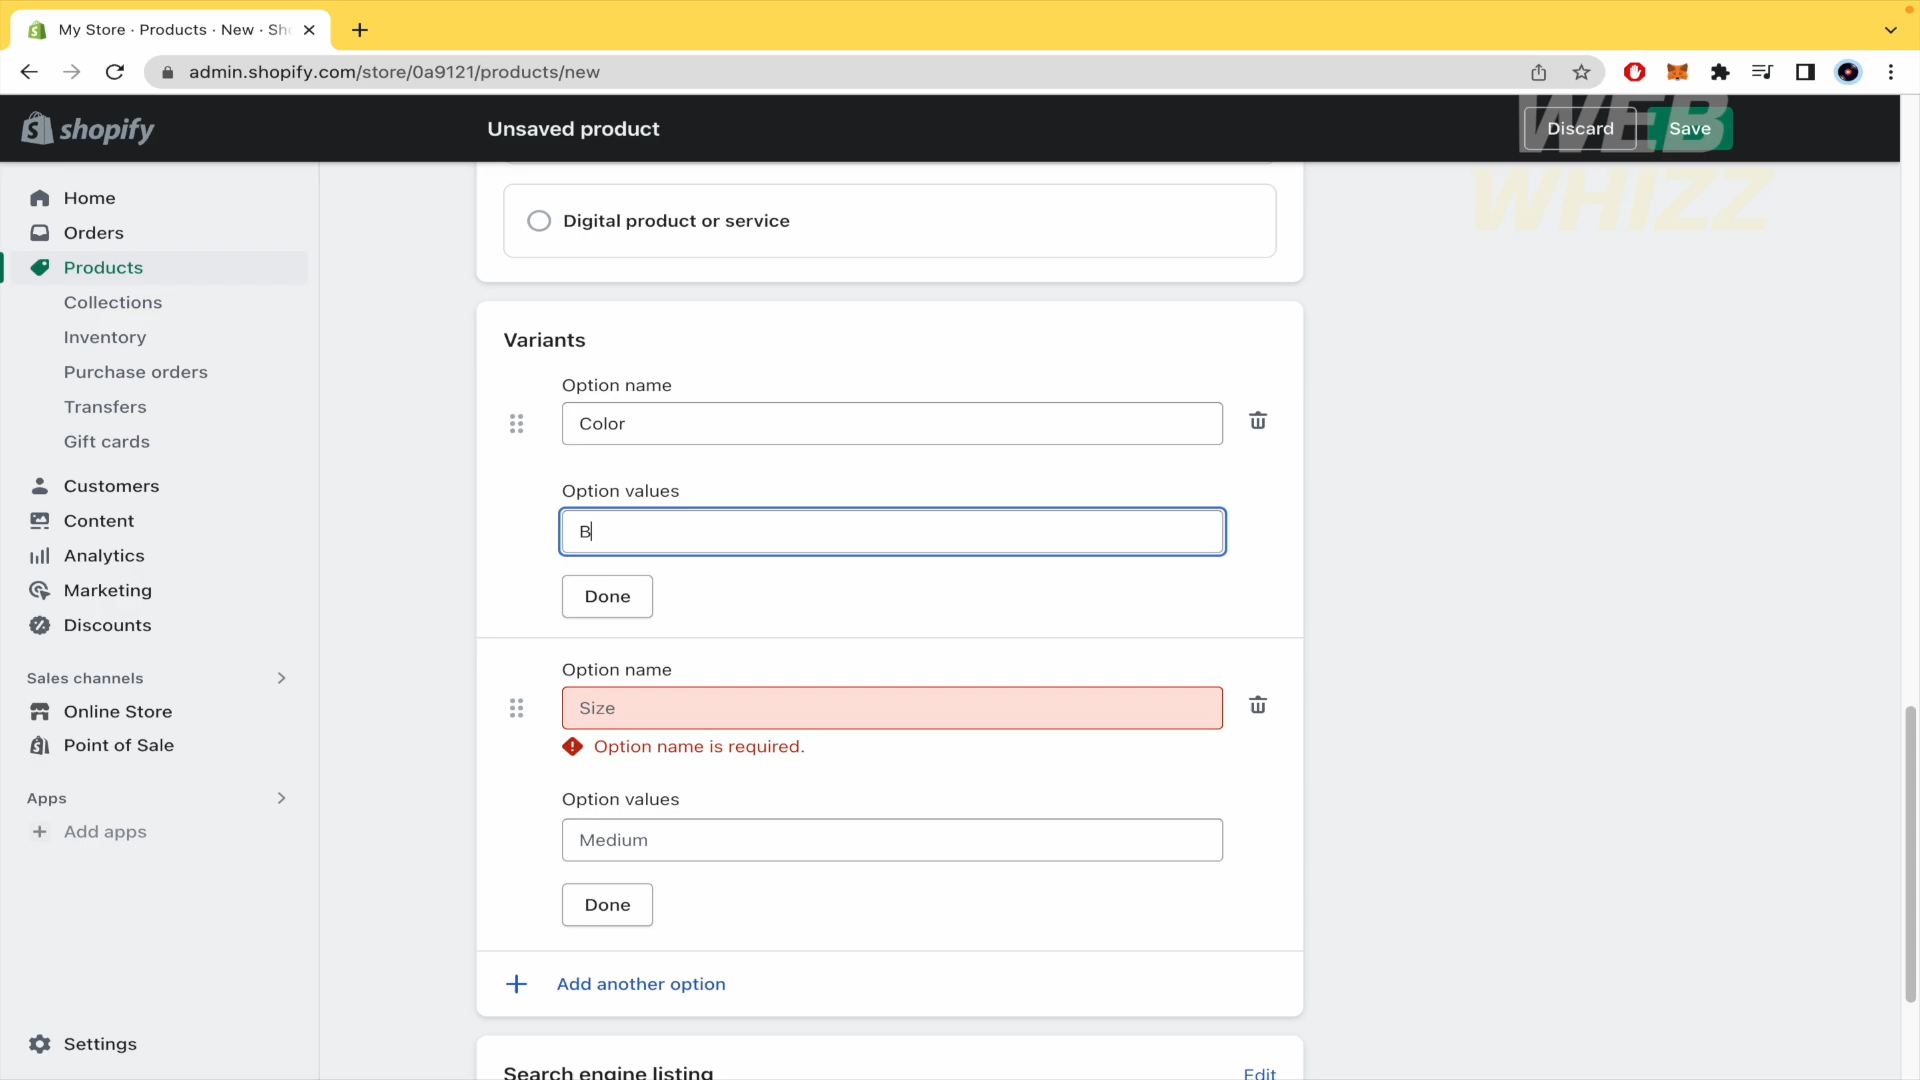 My Store · Products · New · Sh
admin.shopify.com/store/0a9121/products/new
shopify
Unsaved product
Discard
Save
WEB
WHIZZ
Home
Orders
Products
Collections
Inventory
Purchase orders
Transfers
Gift cards
Customers
Content
Analytics
Marketing
Discounts
Sales channels
Online Store
Point of Sale
Apps
Add apps
Settings
Digital product or service
Variants
Option name
Color
Option values
B
Done
Option name
Size
Option name is required.
Option values
Medium
Done
Add another option
Search engine listing
Edit